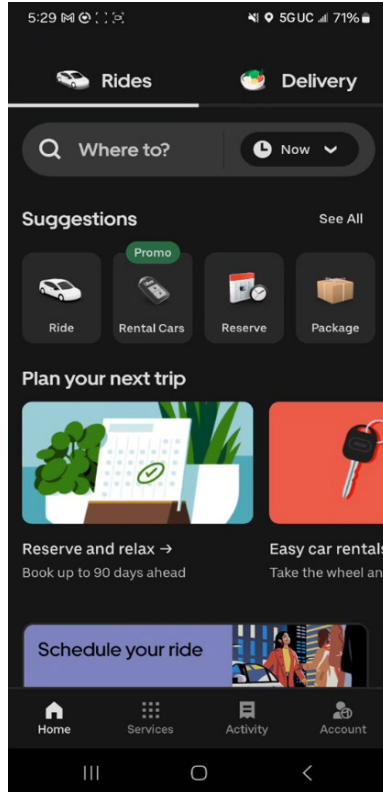 5:29
5G UC 71%
Rides
Delivery
Where to?
Now
Suggestions
See All
Promo
Ride
Rental Cars
Reserve
Package
Plan your next trip
Reserve and relax →
Book up to 90 days ahead
Easy car rentals
Take the wheel an
Schedule your ride
Home
Services
Activity
Account